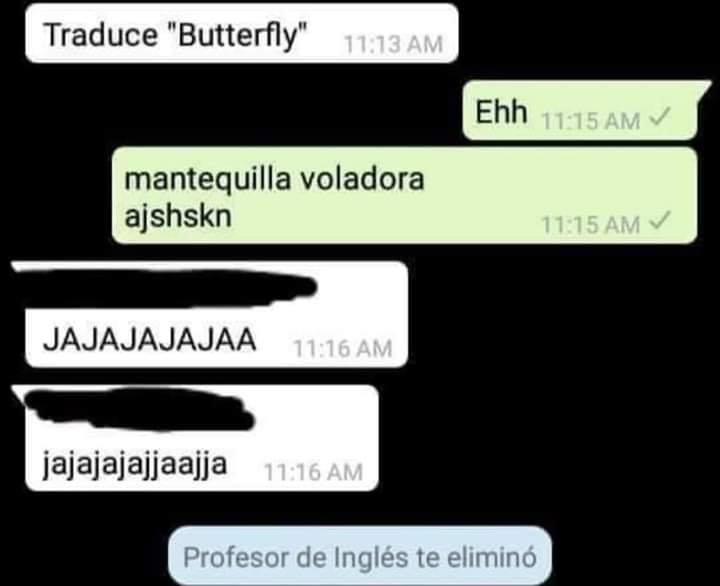 Traduce "Butterfly" 11:13 AM
Ehh 11:15 AM
mantequilla voladora
ajshskn 11:15 AM
JAJAJAJAJAA 11:16 AM
jajajajajjaajja 11:16 AM
Profesor de Inglés te eliminó